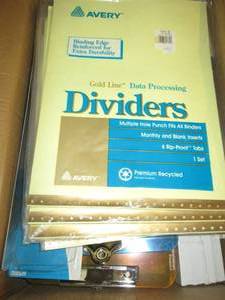 AVERY
Binding Edge
Reinforced for
Extra Durability
Gold Line™ Data Processing
Dividers
Multiple Hole Punch Fits All Binders
Monthly and Blank Inserts
6 Rip-Proof™ Tabs
1 Set
AVERY
Premium Recycled